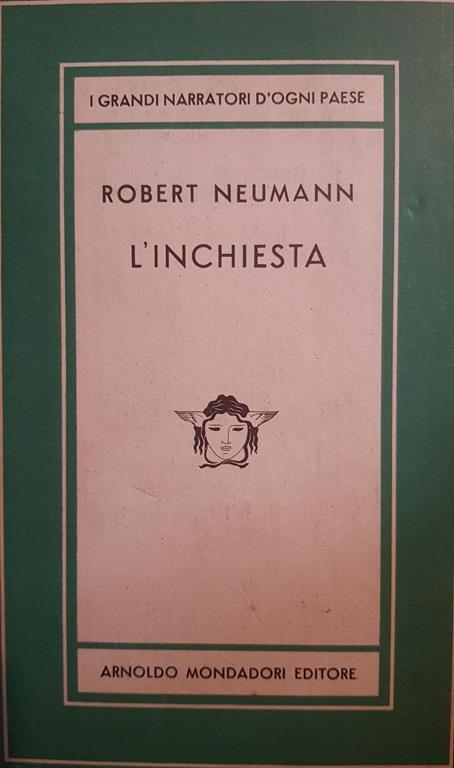 I GRANDI NARRATORI D'OGNI PAESE
ROBERT NEUMANN
L'INCHIESTA
ARNOLDO MONDADORI EDITORE